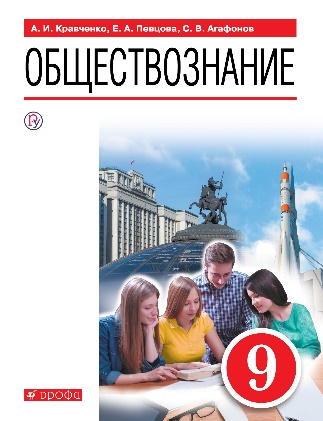 А. И. Кравченко, Е. А. Певцова, С. В. Агафонов
ОБЩЕСТВОЗНАНИЕ
9
дрофа